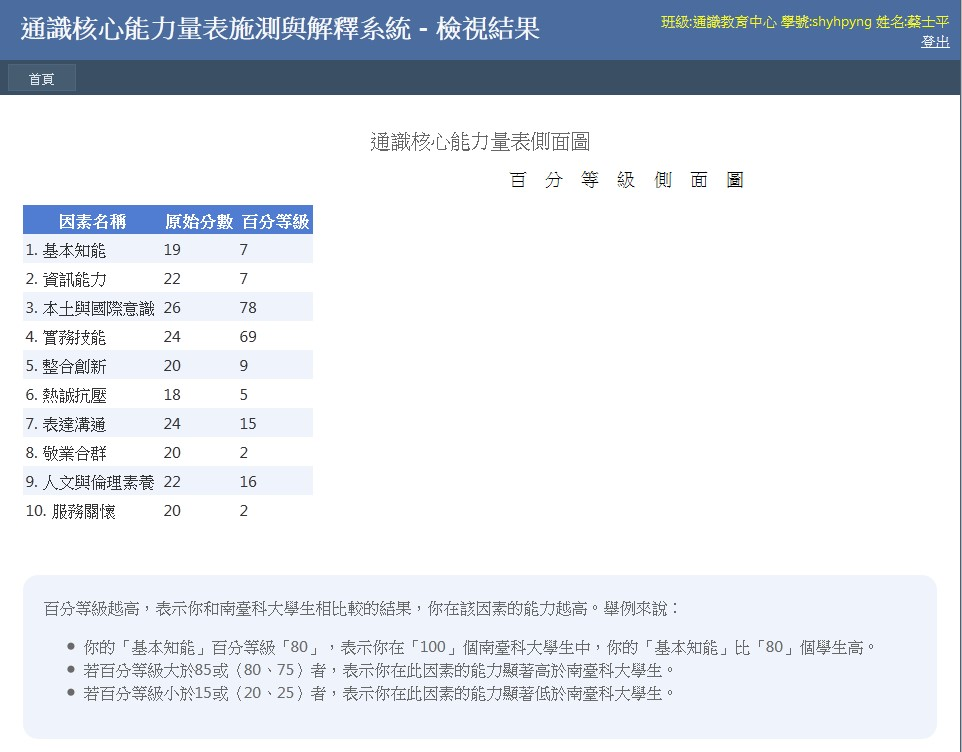 通識核心能力量表施測與解釋系統 - 檢視結果
班級:通識教育中心 學號:shyhpyng 姓名:蔡士平
登出
首頁
通識核心能力量表側面圖
百 分 等 級 側 面 圖
因素名稱 原始分數 百分等級
1. 基本知能 19 7
2. 資訊能力 22 7
3. 本土與國際意識 26 78
4. 實務技能 24 69
5. 整合創新 20 9
6. 熱誠抗壓 18 5
7. 表達溝通 24 15
8. 敬業合群 20 2
9. 人文與倫理素養 22 16
10. 服務關懷 20 2
百分等級越高，表示你和南臺科大學生相比較的結果，你在該因素的能力越高。舉例來說：
● 你的「基本知能」百分等級「80」，表示你在「100」個南臺科大學生中，你的「基本知能」比「80」個學生高。
● 若百分等級大於85或（80、75）者，表示你在此因素的能力顯著高於南臺科大學生。
● 若百分等級小於15或（20、25）者，表示你在此因素的能力顯著低於南臺科大學生。